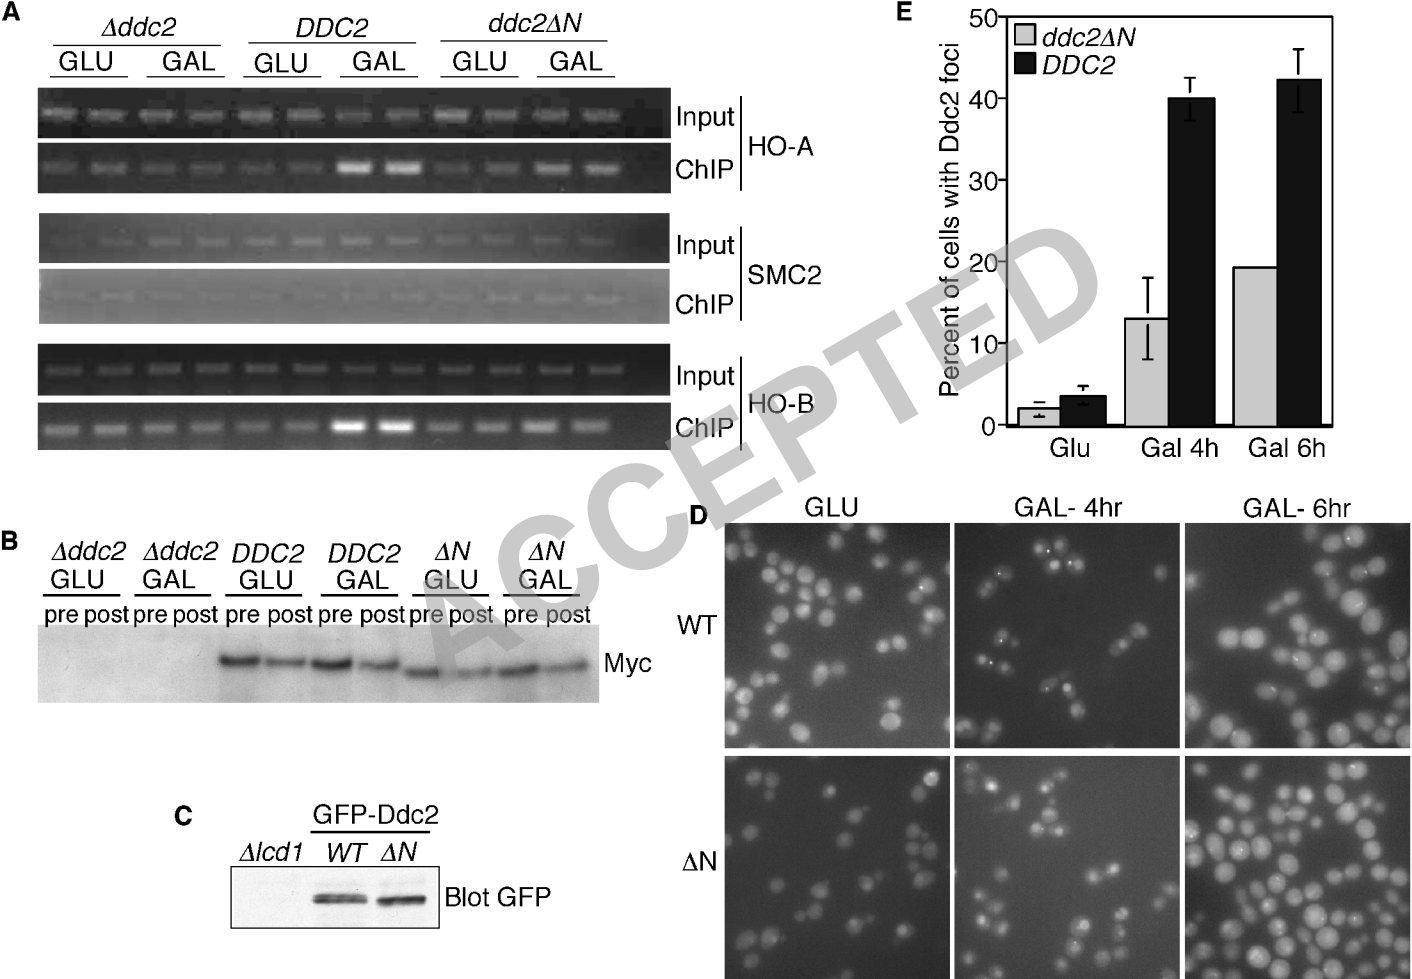 A
Δddc2 DDC2 ddc2ΔN
GLU GAL GLU GAL GLU GAL
Input
HO-A
ChIP
Input
SMC2
ChIP
Input
HO-B
ChIP
B
Δddc2 Δddc2 DDC2 DDC2 ΔN ΔN
GLU GAL GLU GAL GLU GAL
pre post pre post pre post pre post pre post pre post
Myc
C
GFP-Ddc2
Δlcd1 WT ΔN
Blot GFP
E
Percent of cells with Ddc2 foci
50
40
30
20
10
0
ddc2ΔN
DDC2
Glu Gal 4h Gal 6h
D
GLU GAL- 4hr GAL- 6hr
WT
ΔN
ACCEPTED